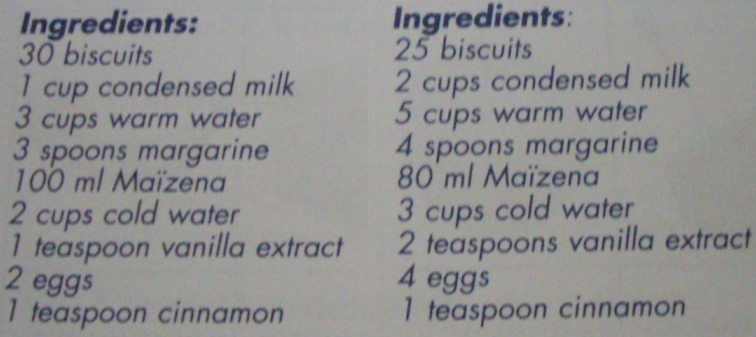 Ingredients:
30 biscuits
1 cup condensed milk
3 cups warm water
3 spoons margarine
100 ml Maïzena
2 cups cold water
1 teaspoon vanilla extract
2 eggs
1 teaspoon cinnamon
Ingredients:
25 biscuits
2 cups condensed milk
5 cups warm water
4 spoons margarine
80 ml Maïzena
3 cups cold water
2 teaspoons vanilla extract
4 eggs
1 teaspoon cinnamon